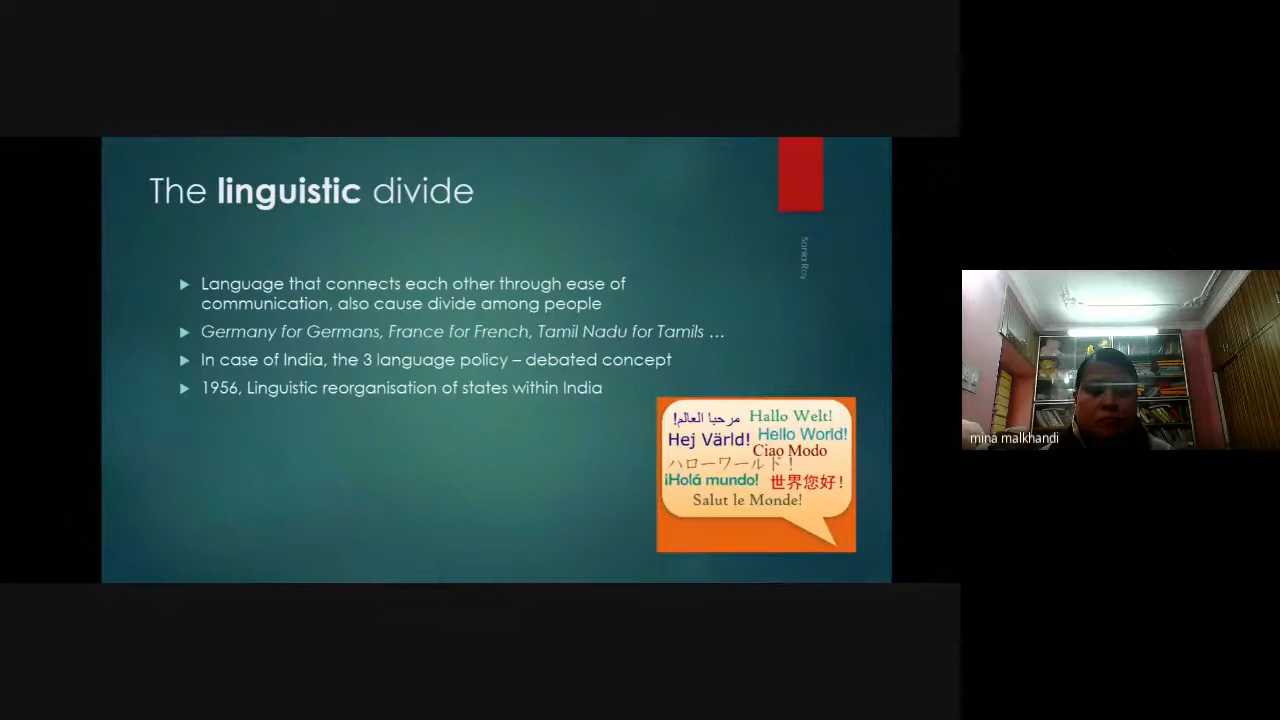 The linguistic divide
Sonia Roy
Language that connects each other through ease of
communication, also cause divide among people
Germany for Germans, France for French, Tamil Nadu for Tamils ...
In case of India, the 3 language policy – debated concept
1956, Linguistic reorganisation of states within India
مرحبا العالم!
Hallo Welt!
Hej Värld!
Hello World!
Ciao Modo
ハローワールド！
¡Holá mundo!
世界您好！
Salut le Monde!
mina malkhandi